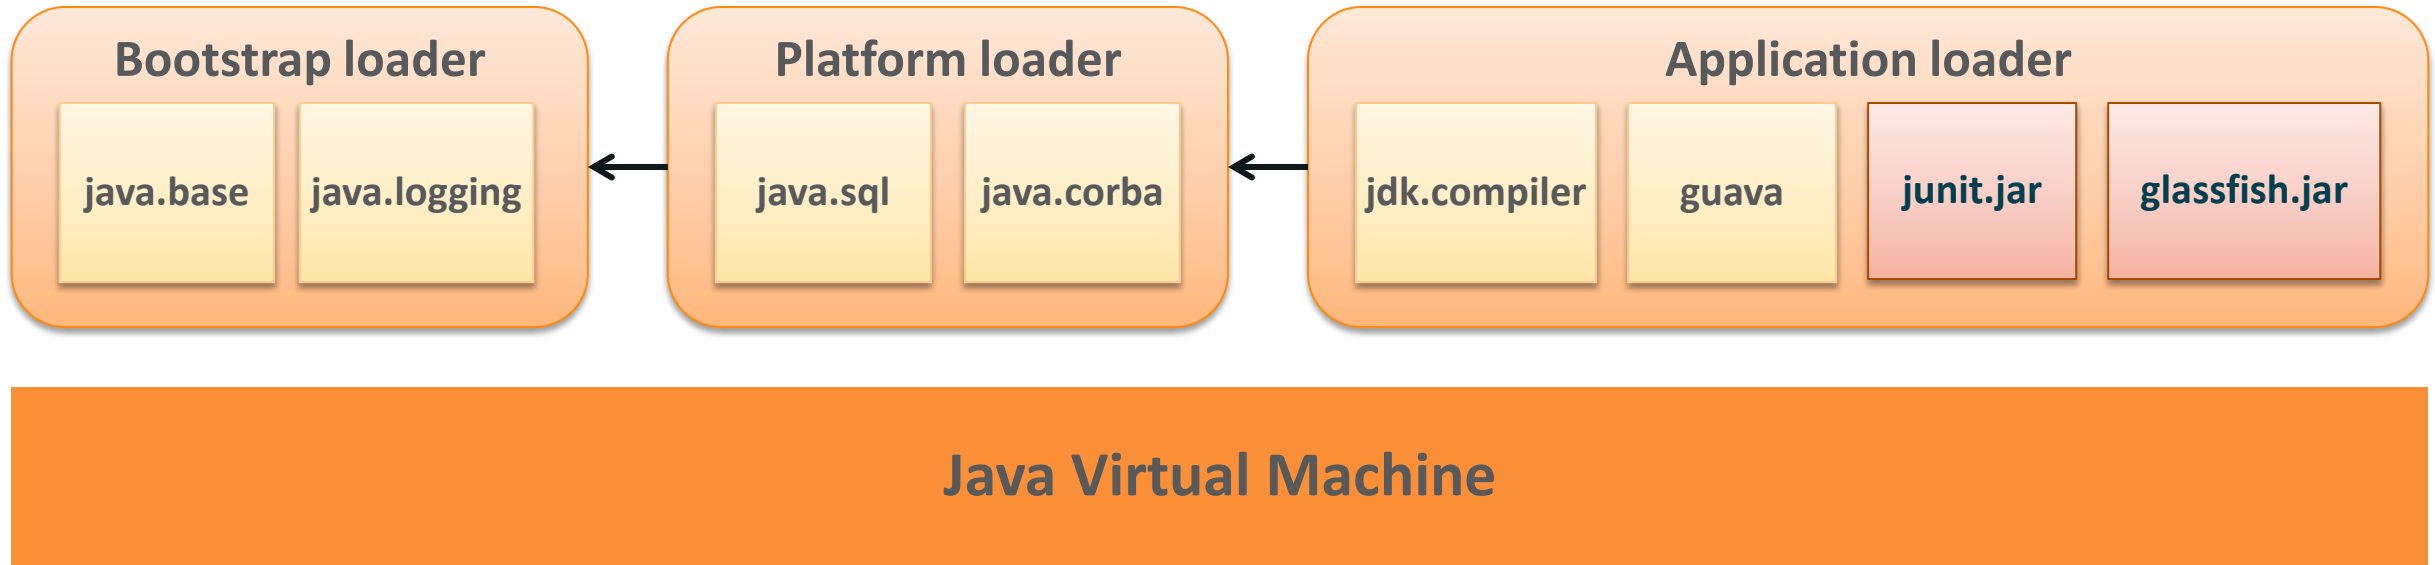 Bootstrap loader
Platform loader
Application loader
java.base
java.logging
java.sql
java.corba
jdk.compiler
guava
junit.jar
glassfish.jar
Java Virtual Machine